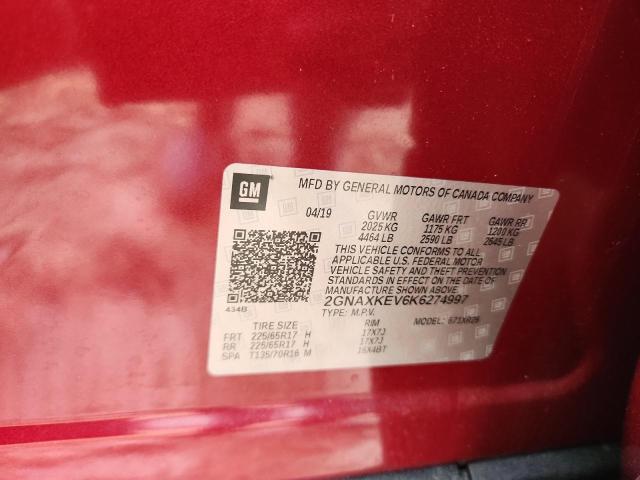 GM
MFD BY GENERAL MOTORS OF CANADA COMPANY
04/19 GVWR GAWR FRT GAWR RR
2025 KG 1175 KG 1200 KG
4464 LB 2590 LB 2645 LB
THIS VEHICLE CONFORMS TO ALL
APPLICABLE U.S. FEDERAL MOTOR
VEHICLE SAFETY AND THEFT PREVENTION
STANDARDS IN EFFECT ON THE DATE OF
MANUFACTURE SHOWN ABOVE.
2GNAXKEV6K6274997
434B
TYPE: M.P.V. MODEL: 671XR26
TIRE SIZE RIM
FRT 225/65R17 H 17X7J
RR 225/65R17 H 17X7J
SPA T135/70R16 M 16X4BT